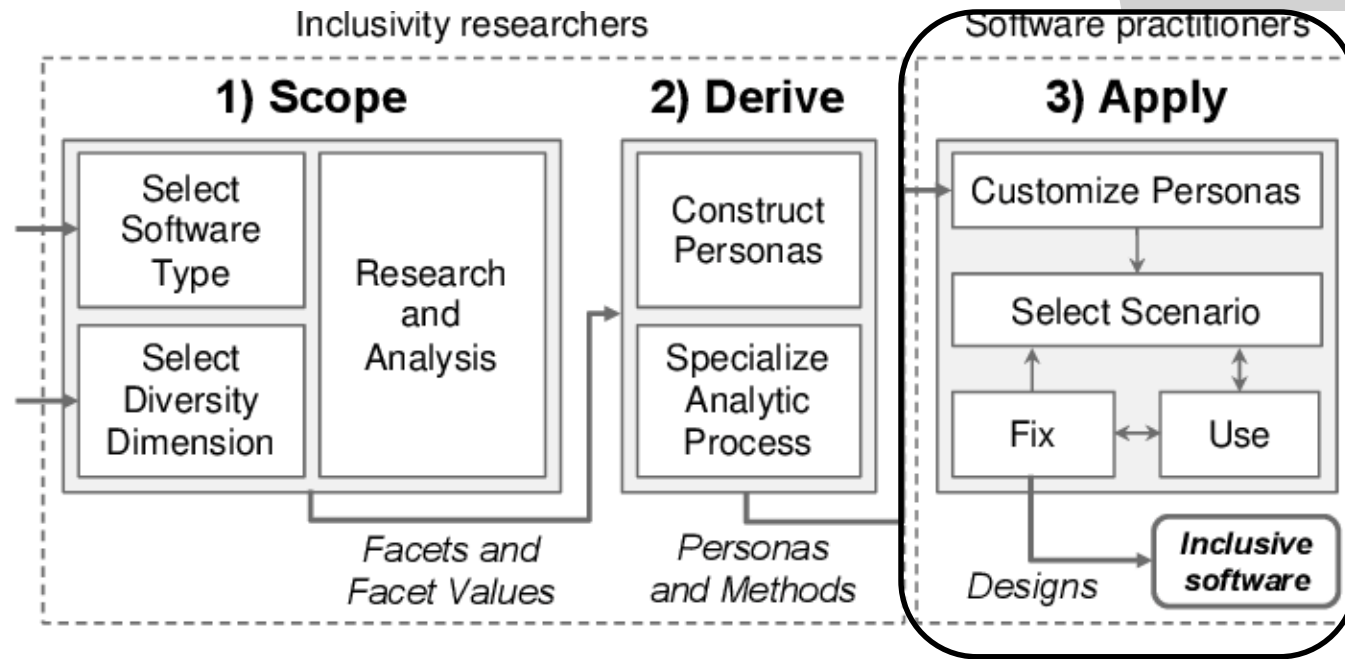 Inclusivity researchers
Software practitioners
1) Scope
2) Derive
3) Apply
Select
Software
Type
Select
Diversity
Dimension
Research
and
Analysis
Construct
Personas
Specialize
Analytic
Process
Customize Personas
Select Scenario
Fix
Use
Facets and
Facet Values
Personas
and Methods
Designs
Inclusive
software